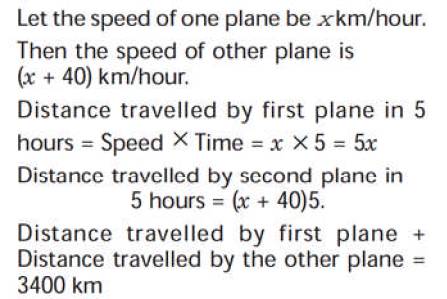 Let the speed of one plane be x km/hour.
Then the speed of other plane is
(x + 40) km/hour.
Distance travelled by first plane in 5
hours = Speed × Time = x × 5 = 5x
Distance travelled by second plane in
5 hours = (x + 40)5.
Distance travelled by first plane +
Distance travelled by the other plane =
3400 km